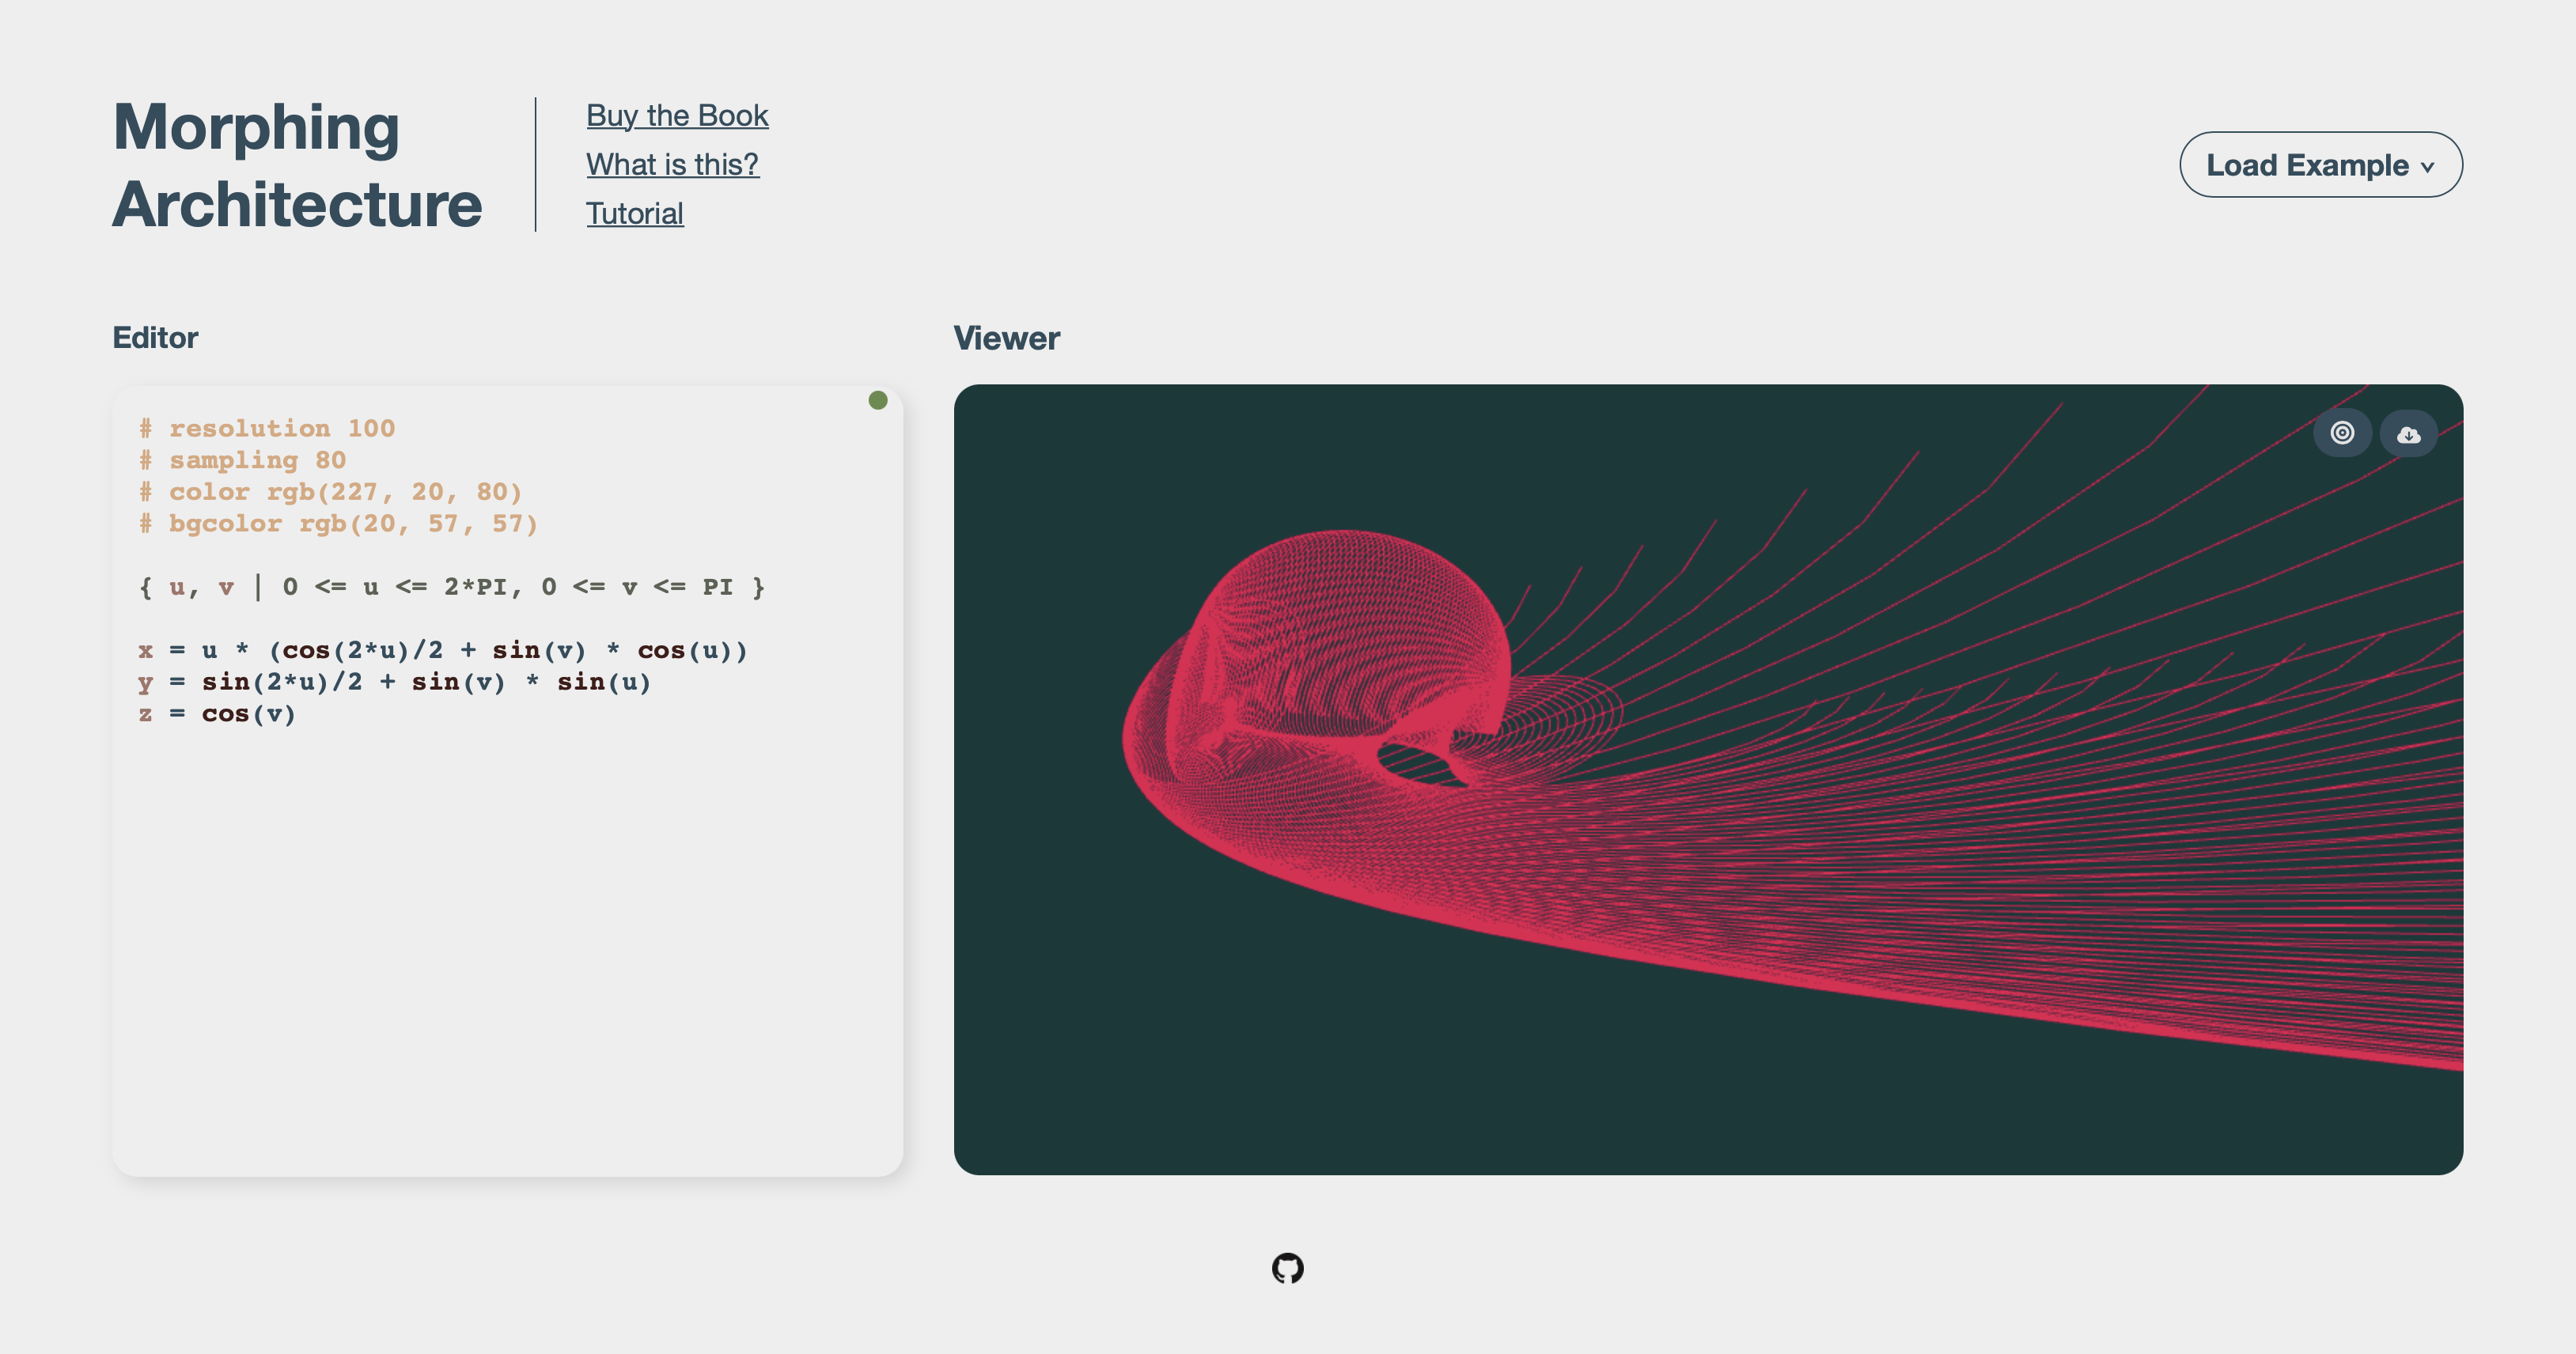 Morphing
Architecture
Buy the Book
What is this?
Tutorial
Load Example
Editor
Viewer
# resolution 100
# sampling 80
# color rgb(227, 20, 80)
# bgcolor rgb(20, 57, 57)
{ u, v | 0 <= u <= 2*PI, 0 <= v <= PI }
x = u * (cos(2*u)/2 + sin(v) * cos(u))
y = sin(2*u)/2 + sin(v) * sin(u)
z = cos(v)